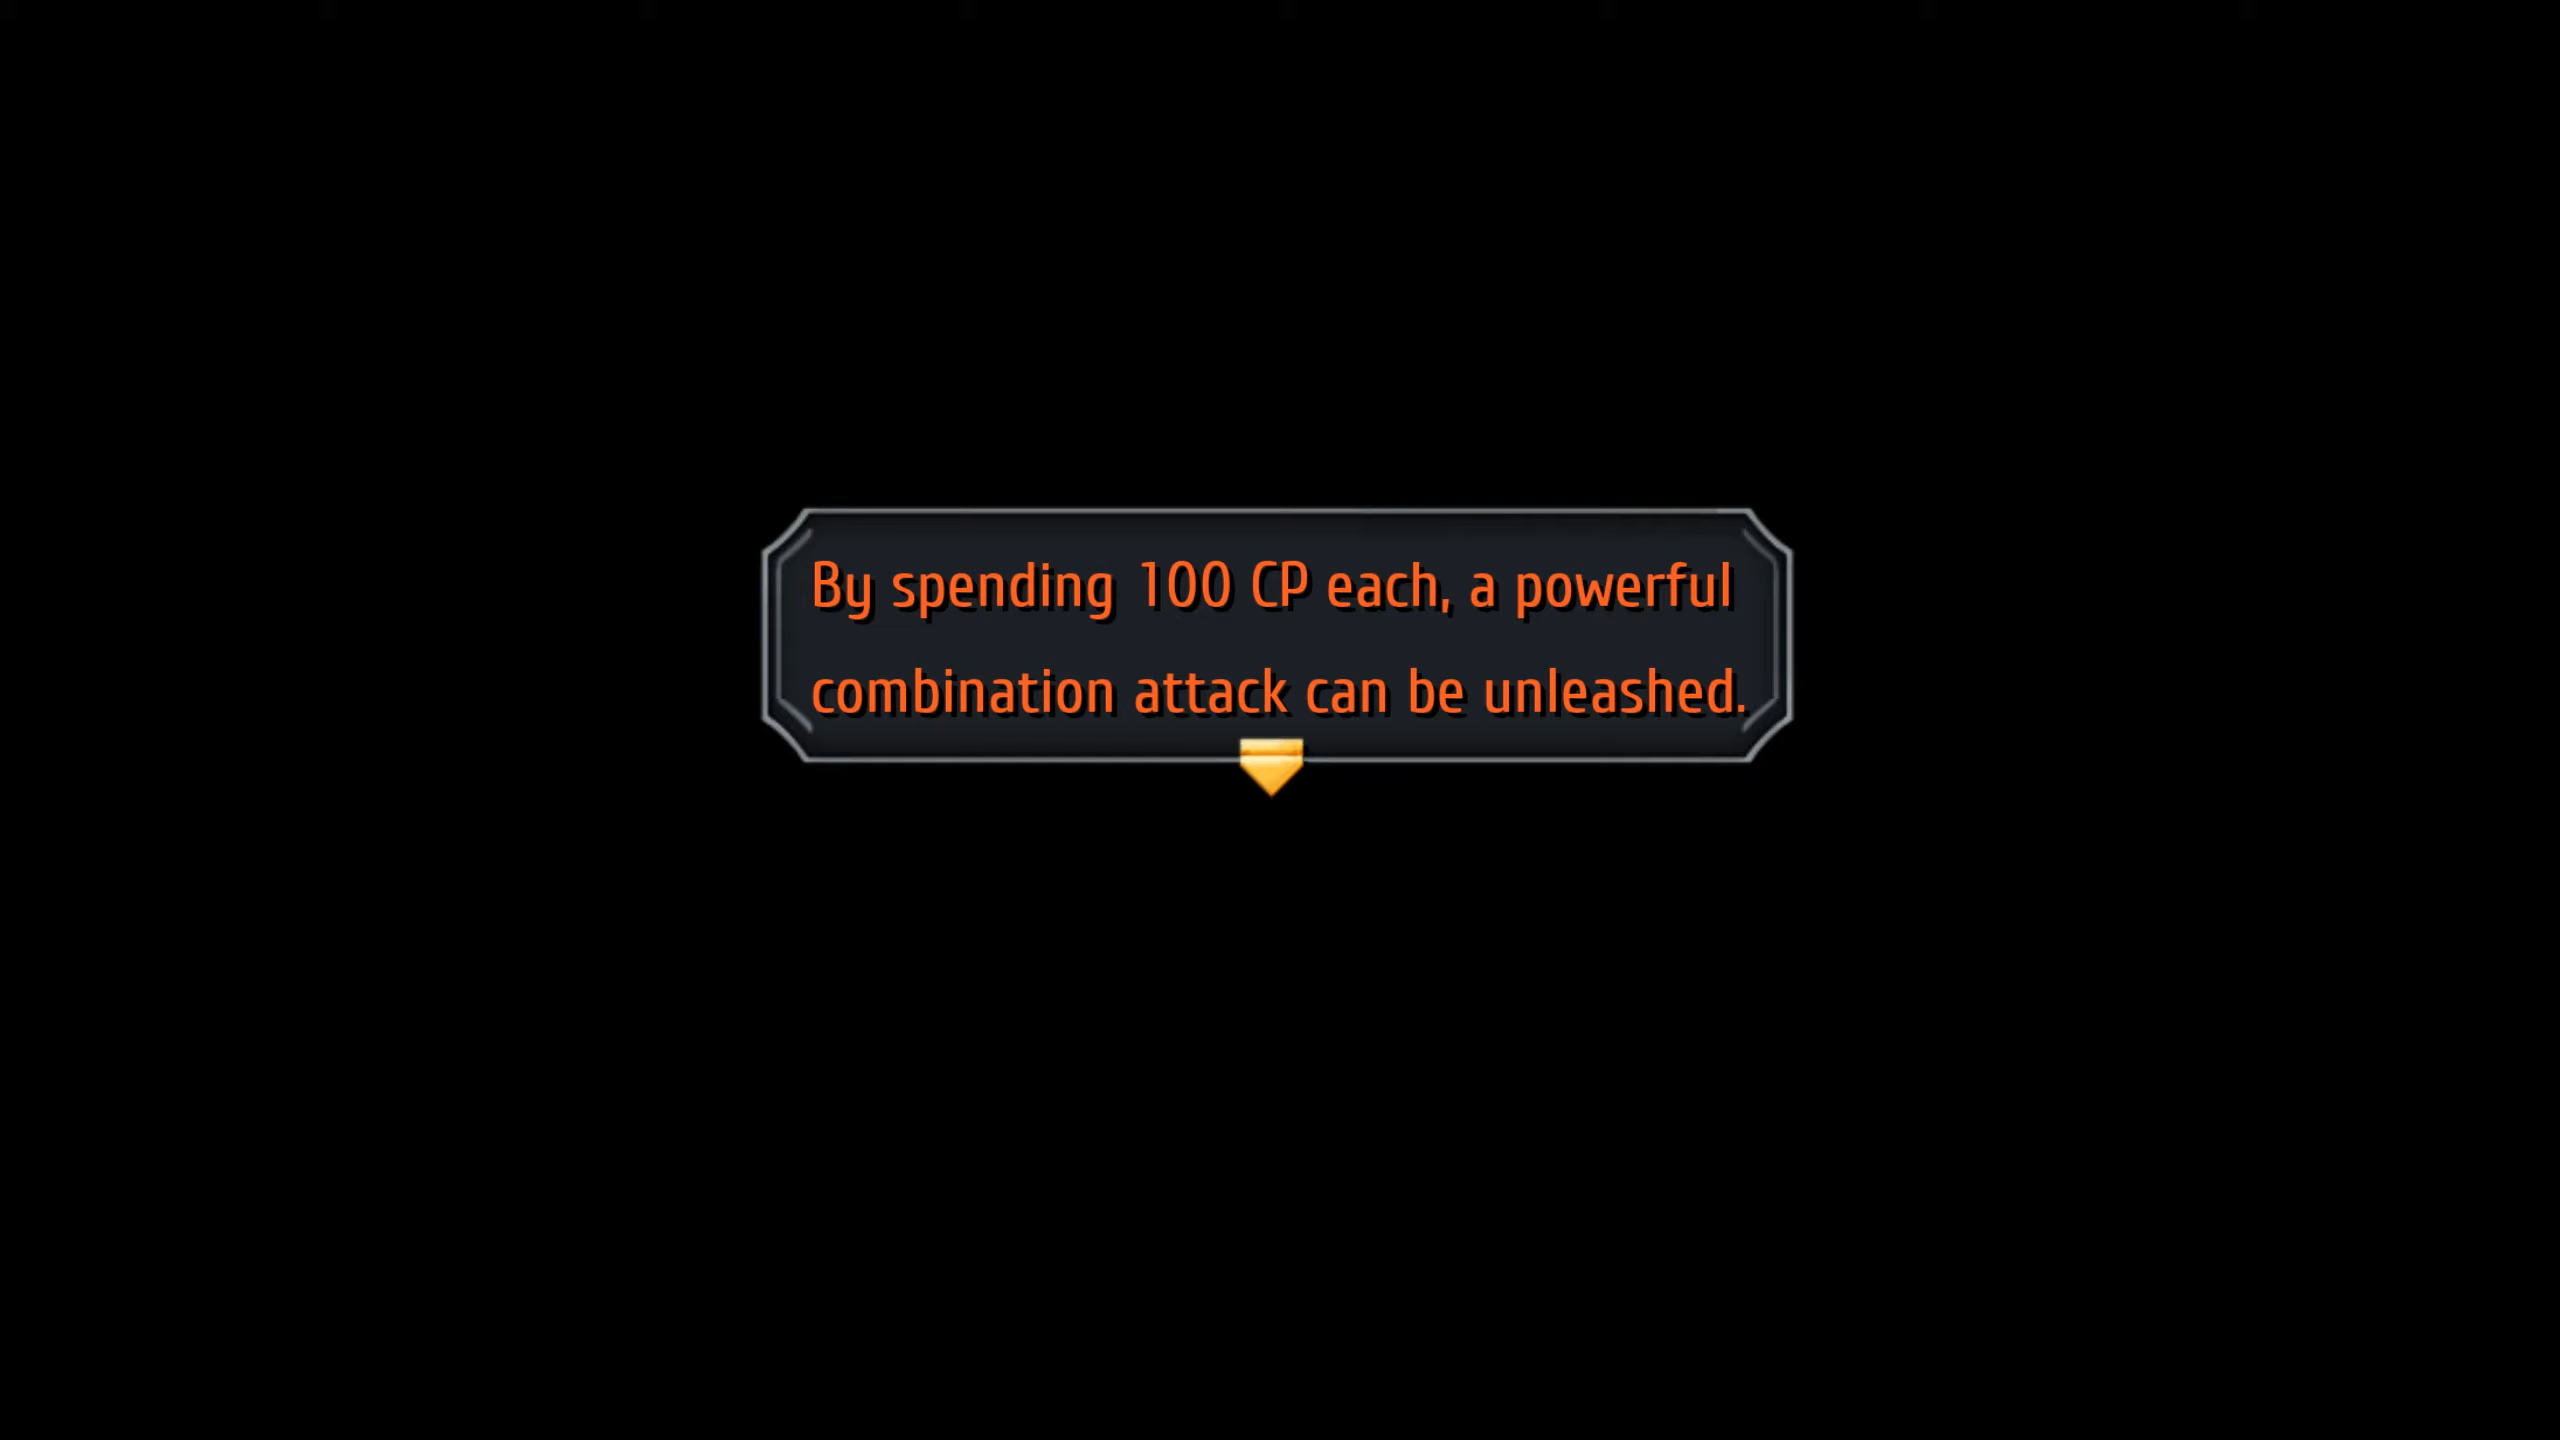 By spending 100 CP each, a powerful
combination attack can be unleashed.